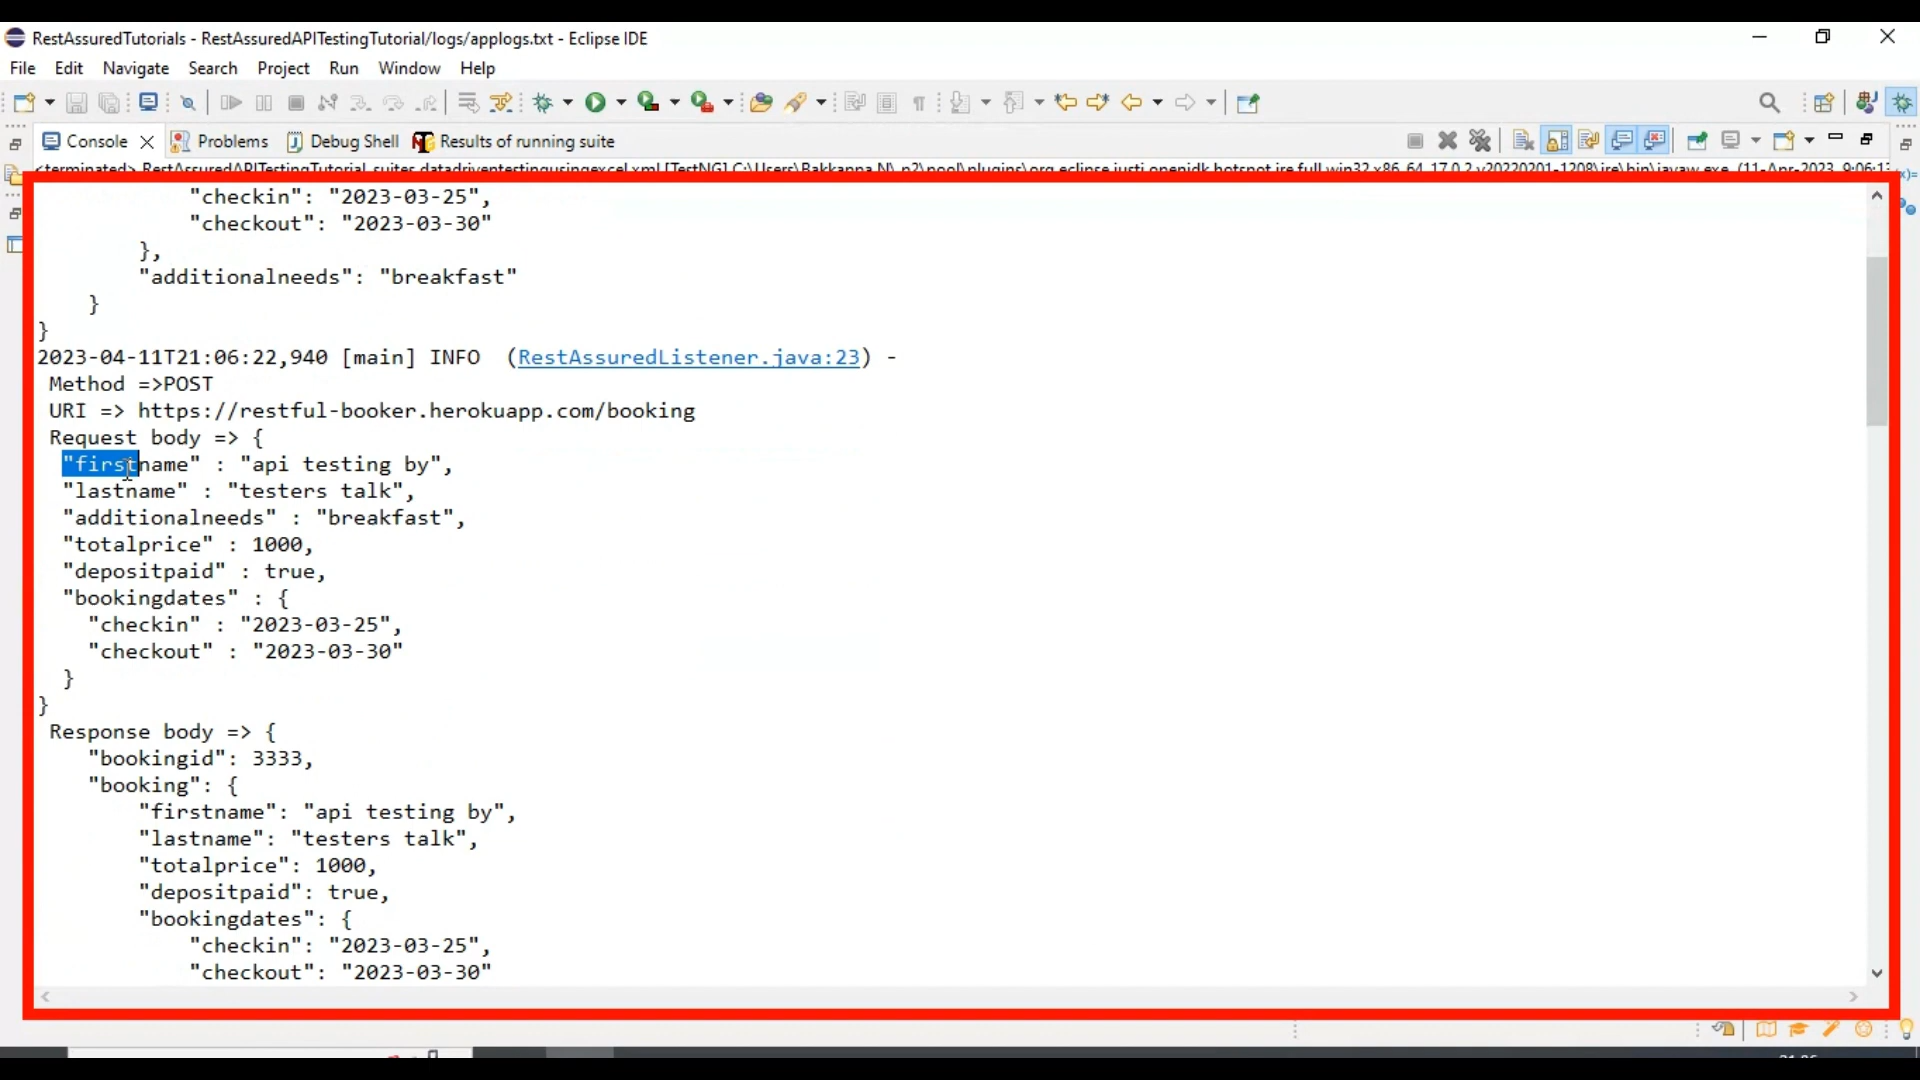 RestAssuredTutorials - RestAssuredAPITestingTutorial/logs/applogs.txt - Eclipse IDE
File Edit Navigate Search Project Run Window Help
Console Problems Debug Shell Results of running suite
"checkin": "2023-03-25",
"checkout": "2023-03-30"
},
"additionalneeds": "breakfast"
}
}
2023-04-11T21:06:22,940 [main] INFO (RestAssuredListener.java:23) -
Method =>POST
URI => https://restful-booker.herokuapp.com/booking
Request body => {
"firstname" : "api testing by",
"lastname" : "testers talk",
"additionalneeds" : "breakfast",
"totalprice" : 1000,
"depositpaid" : true,
"bookingdates" : {
"checkin" : "2023-03-25",
"checkout" : "2023-03-30"
}
}
Response body => {
"bookingid": 3333,
"booking": {
"firstname": "api testing by",
"lastname": "testers talk",
"totalprice": 1000,
"depositpaid": true,
"bookingdates": {
"checkin": "2023-03-25",
"checkout": "2023-03-30"